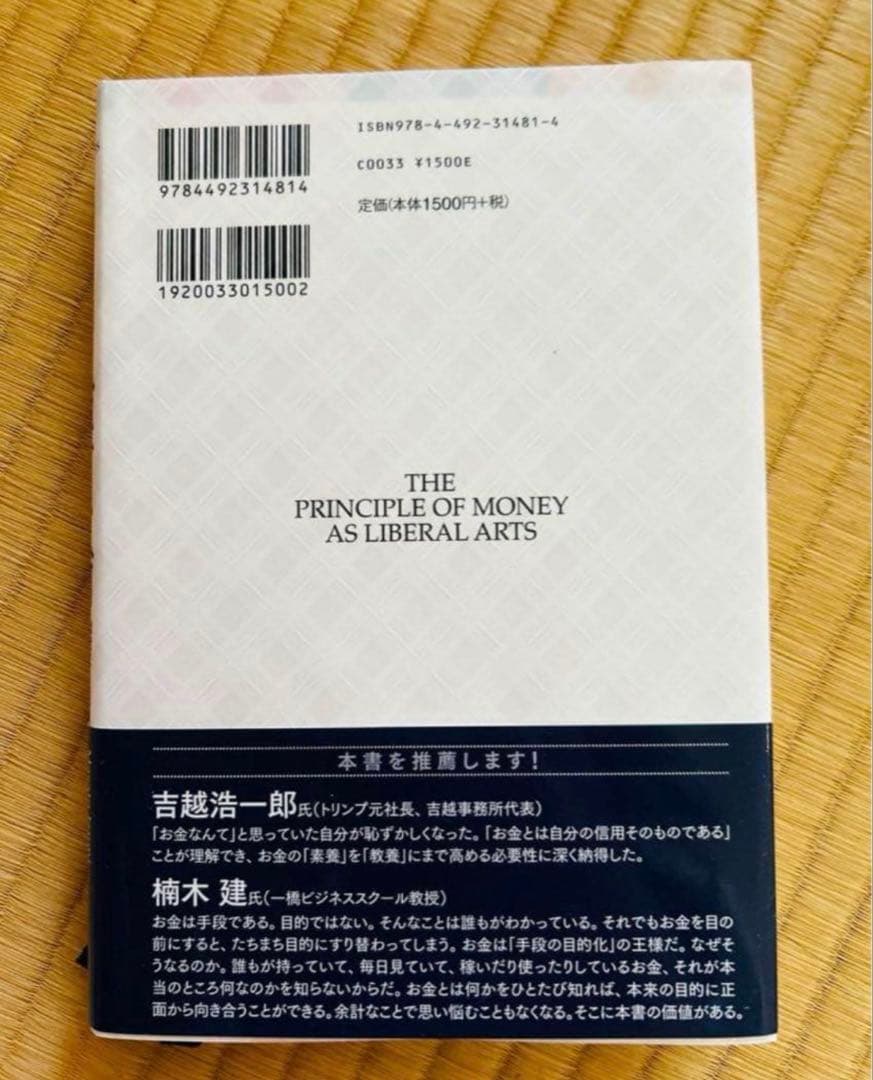 ISBN978-4-492-31481-4
9784492314814
C0033 ¥1500E
定価(本体1500円+税)
1920033015002
THE
PRINCIPLE OF MONEY
AS LIBERAL ARTS
本書を推薦します!
吉越浩一郎氏(トリンプ元社長、吉越事務所代表)
「お金なんて」と思っていた自分が恥ずかしくなった。「お金とは自分の信用そのものである」
ことが理解でき、お金の「素養」を「教養」にまで高める必要性に深く納得した。
楠木 建氏(一橋ビジネススクール教授)
お金は手段である。目的ではない。そんなことは誰もがわかっている。それでもお金を目の
前にすると、たちまち目的にすり替わってしまう。お金は「手段の目的化」の王様だ。なぜそ
うなるのか。誰もが持っていて、毎日見ていて、稼いだり使ったりしているお金、それが本
当のところ何なのかを知らないからだ。お金とは何かをひとたび知れば、本来の目的に正
面から向き合うことができる。余計なことで思い悩むこともなくなる。そこに本書の価値がある。